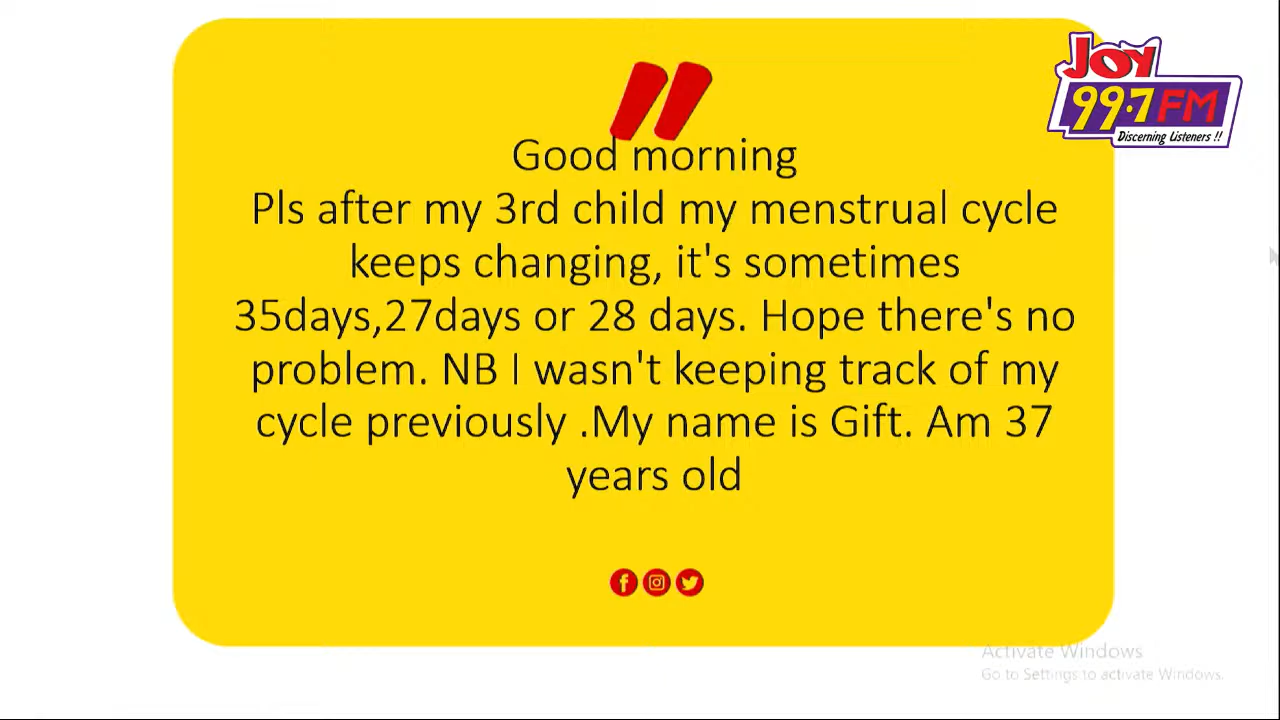 JOY
99.7 FM
Discerning Listeners !!
Good morning
Pls after my 3rd child my menstrual cycle
keeps changing, it's sometimes
35days,27days or 28 days. Hope there's no
problem. NB I wasn't keeping track of my
cycle previously .My name is Gift. Am 37
years old
Activate Windows
Go to Settings to activate Windows.